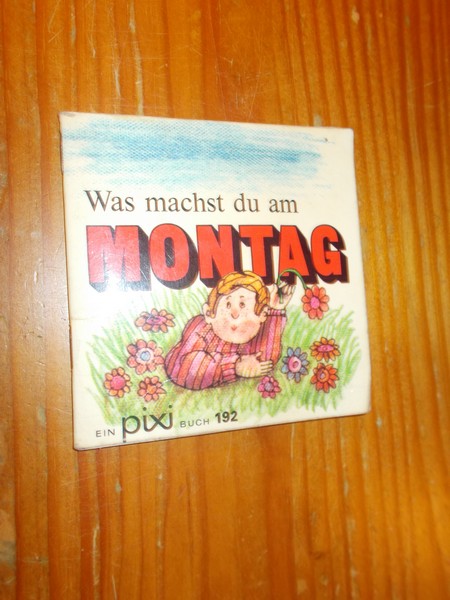 Was machst du am
MONTAG
EIN pixi BUCH 192